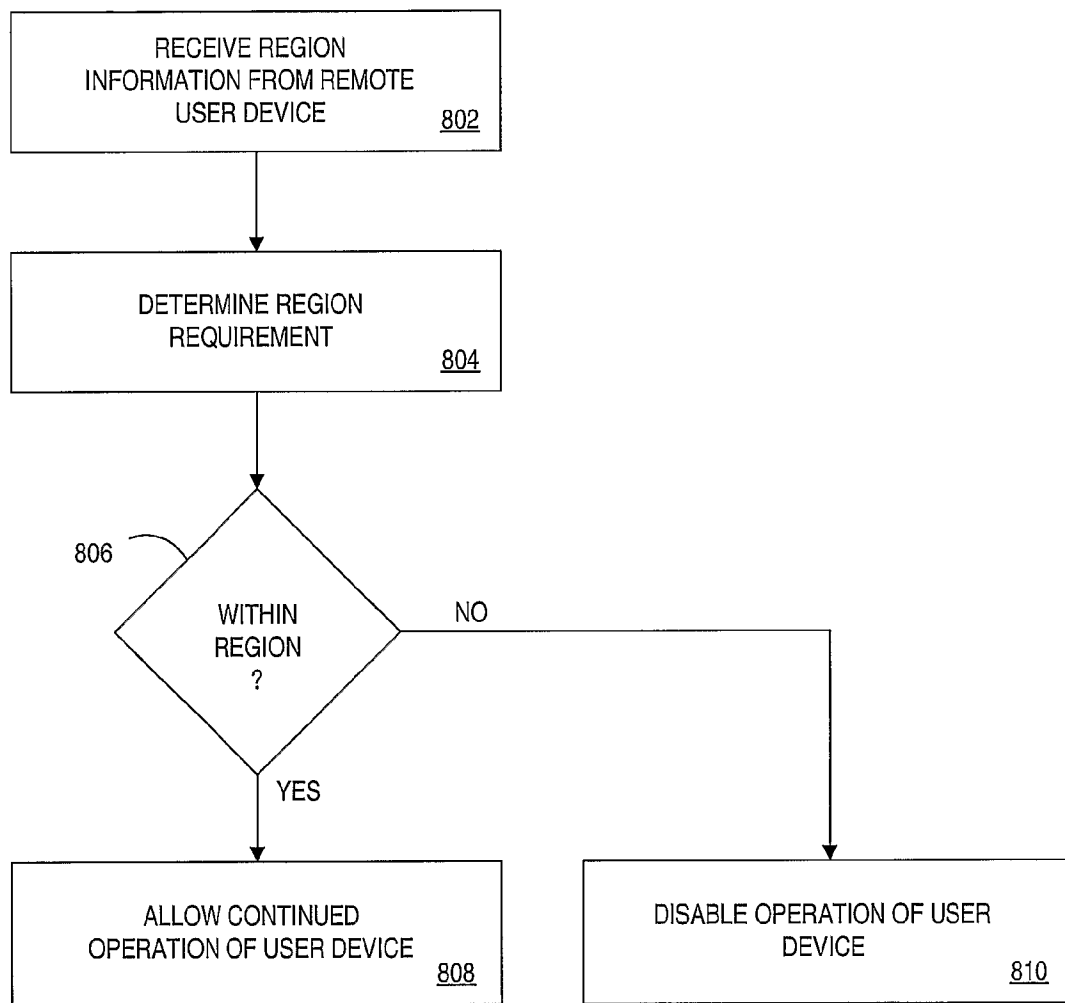 RECEIVE REGION
INFORMATION FROM REMOTE
USER DEVICE
802
DETERMINE REGION
REQUIREMENT
804
806
WITHIN
REGION
?
NO
YES
ALLOW CONTINUED
OPERATION OF USER DEVICE
808
DISABLE OPERATION OF USER
DEVICE
810